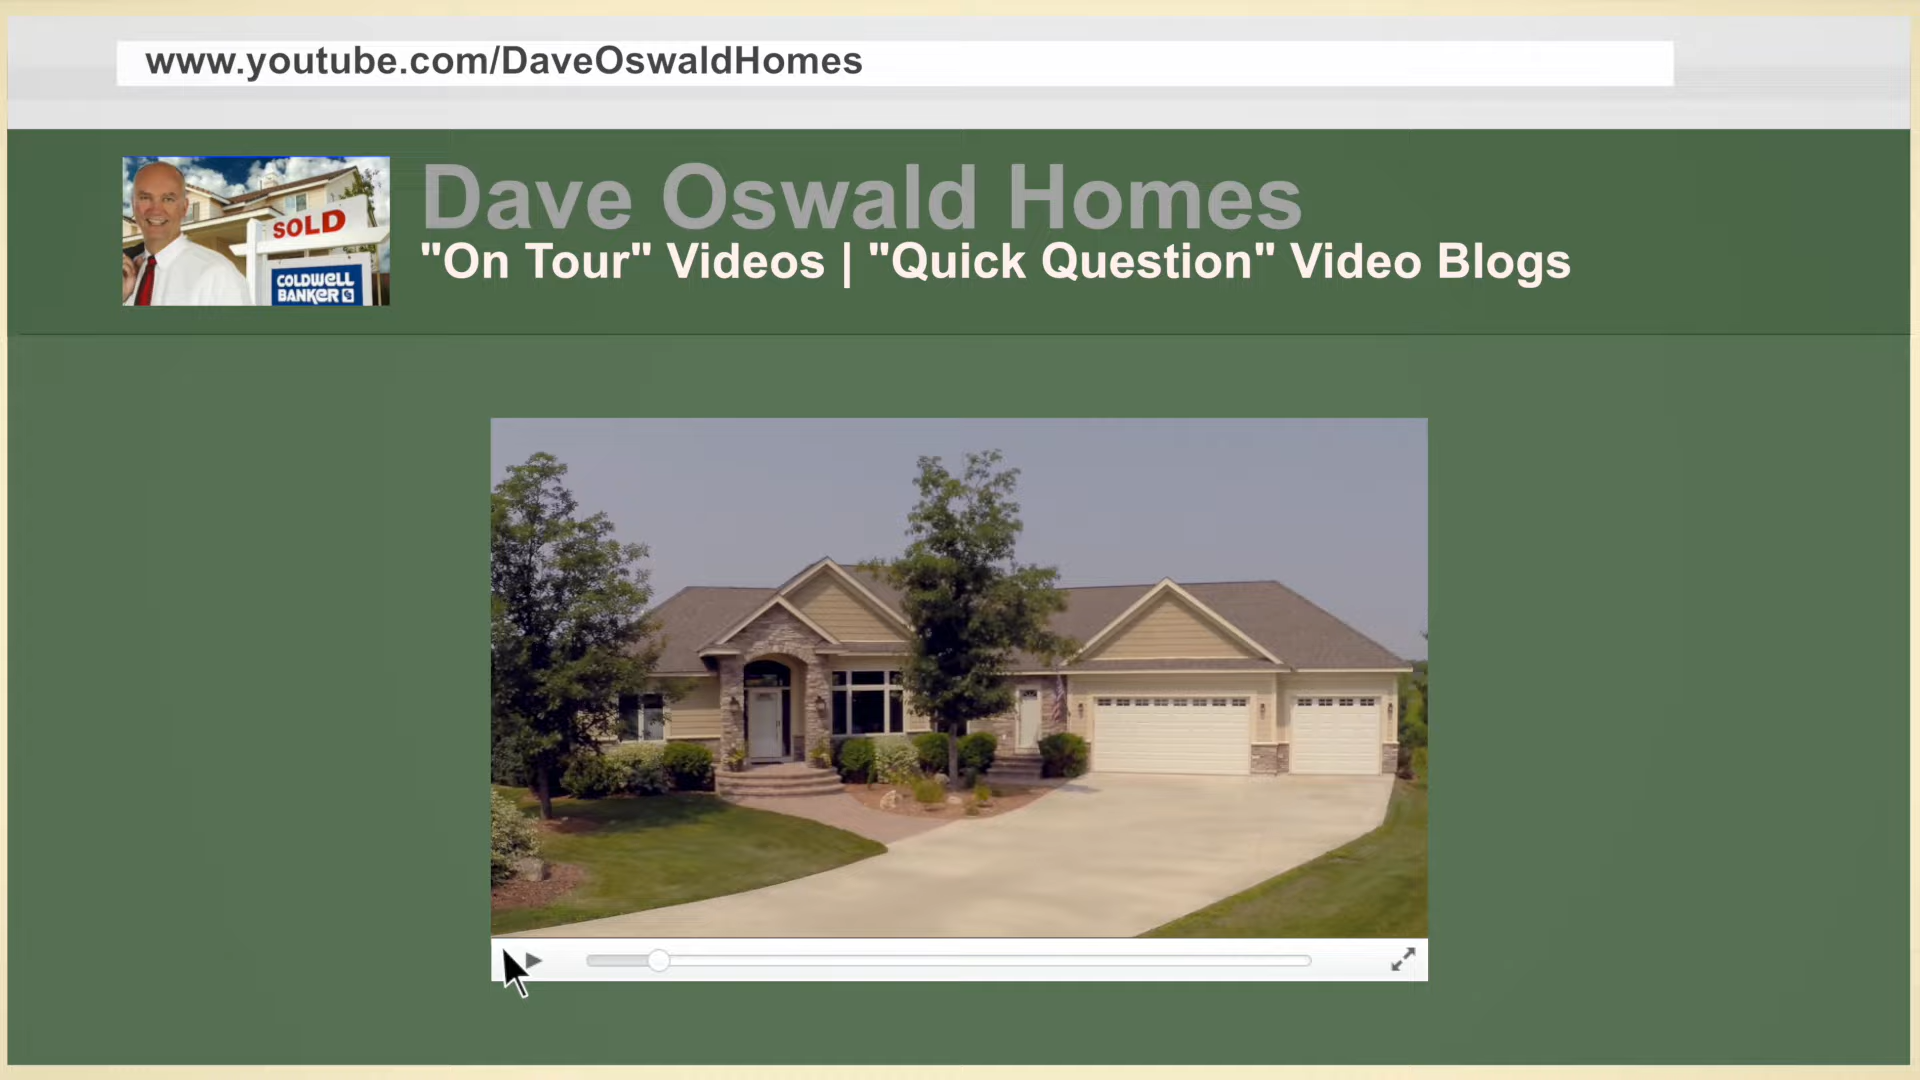 www.youtube.com/DaveOswaldHomes
Dave Oswald Homes
"On Tour" Videos | "Quick Question" Video Blogs
SOLD
COLDWELL
BANKER